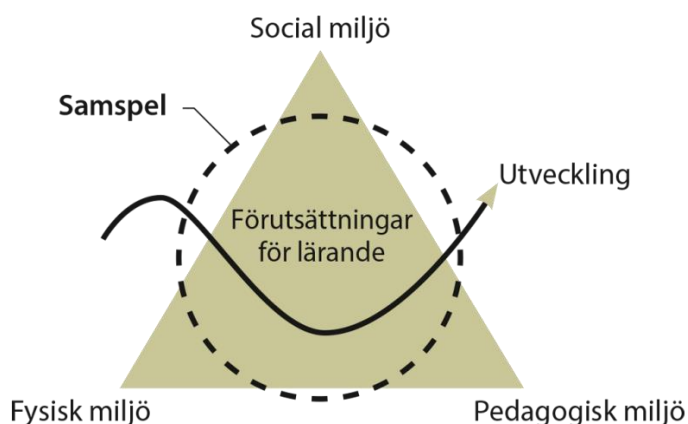 Social miljö
Samspel
Utveckling
Förutsättningar
för lärande
Fysisk miljö
Pedagogisk miljö